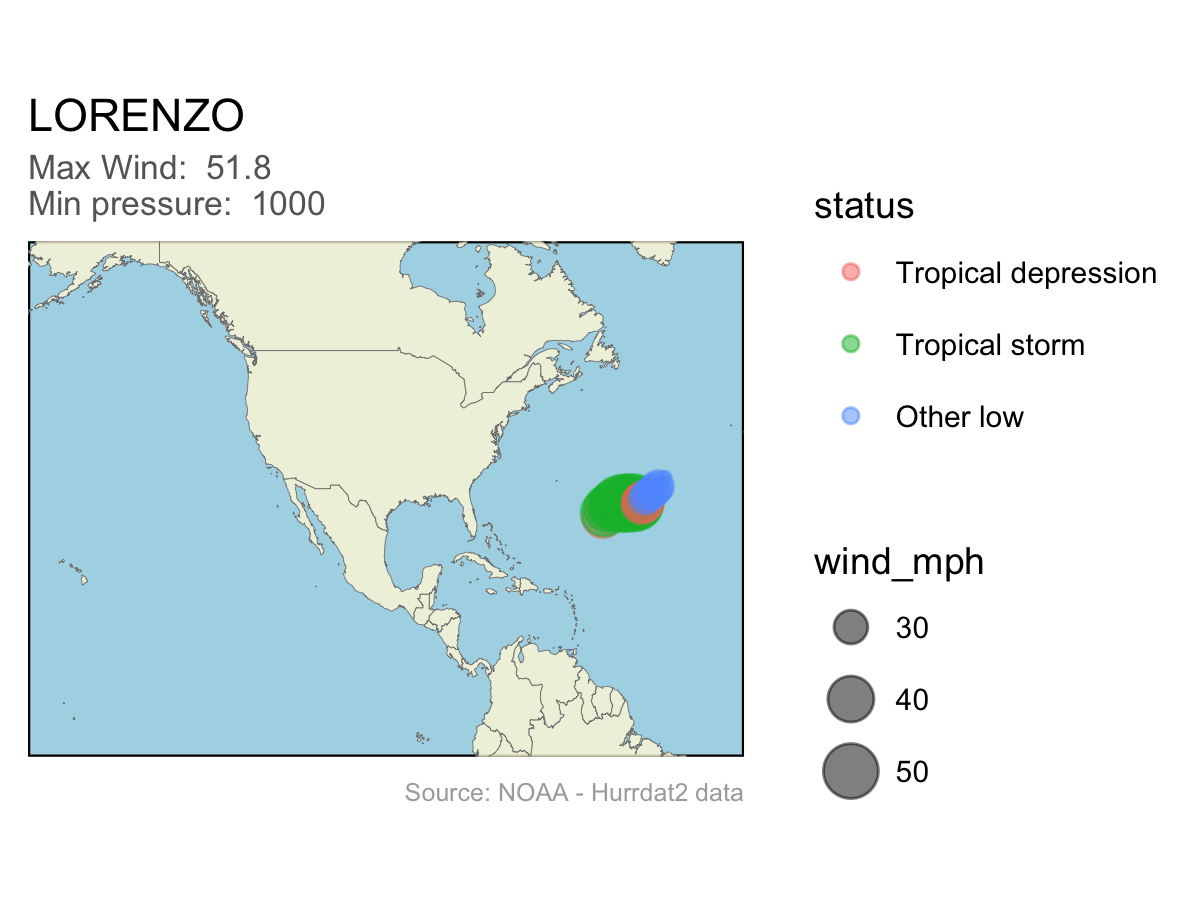 LORENZO
Max Wind:  51.8
Min pressure:  1000
status
Tropical depression
Tropical storm
Other low
wind_mph
30
40
50
Source: NOAA - Hurrdat2 data